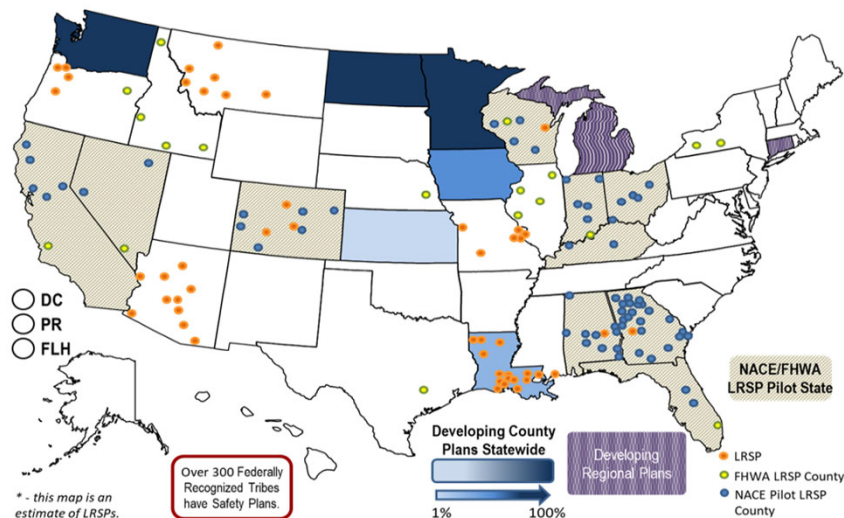 DC
PR
FLH
NACE/FHWA
LRSP Pilot State
Developing County
Plans Statewide
1%
100%
Developing
Regional Plans
LRSP
FHWA LRSP County
NACE Pilot LRSP
County
Over 300 Federally
Recognized Tribes
have Safety Plans.
* - this map is an
estimate of LRSPs.